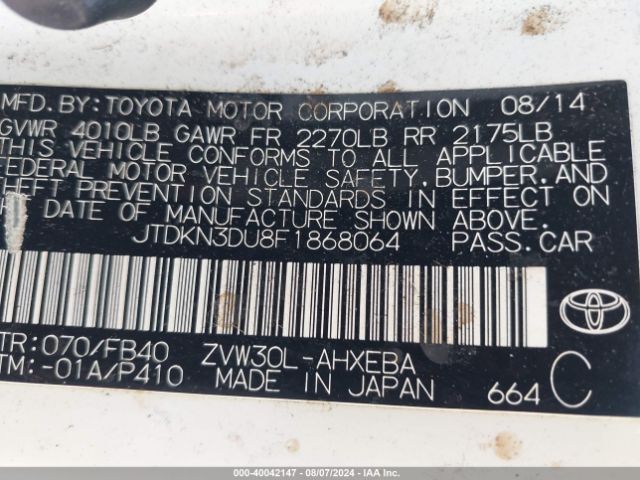 MFD. BY: TOYOTA MOTOR CORPORATION 08/14
GVWR 4010LB GAWR FR 2270LB RR 2175LB
THIS VEHICLE CONFORMS TO ALL APPLICABLE
FEDERAL MOTOR VEHICLE SAFETY, BUMPER, AND
THEFT PREVENTION STANDARDS IN EFFECT ON
DATE OF MANUFACTURE SHOWN ABOVE.
JTDKN3DU8F1868064 PASS. CAR
TR: 070/FB40 ZVW30L-AHXEBA C
TM: -01A/P410 MADE IN JAPAN 664
TOYOTA
000-40042147 - 08/07/2024 - IAAI.COM